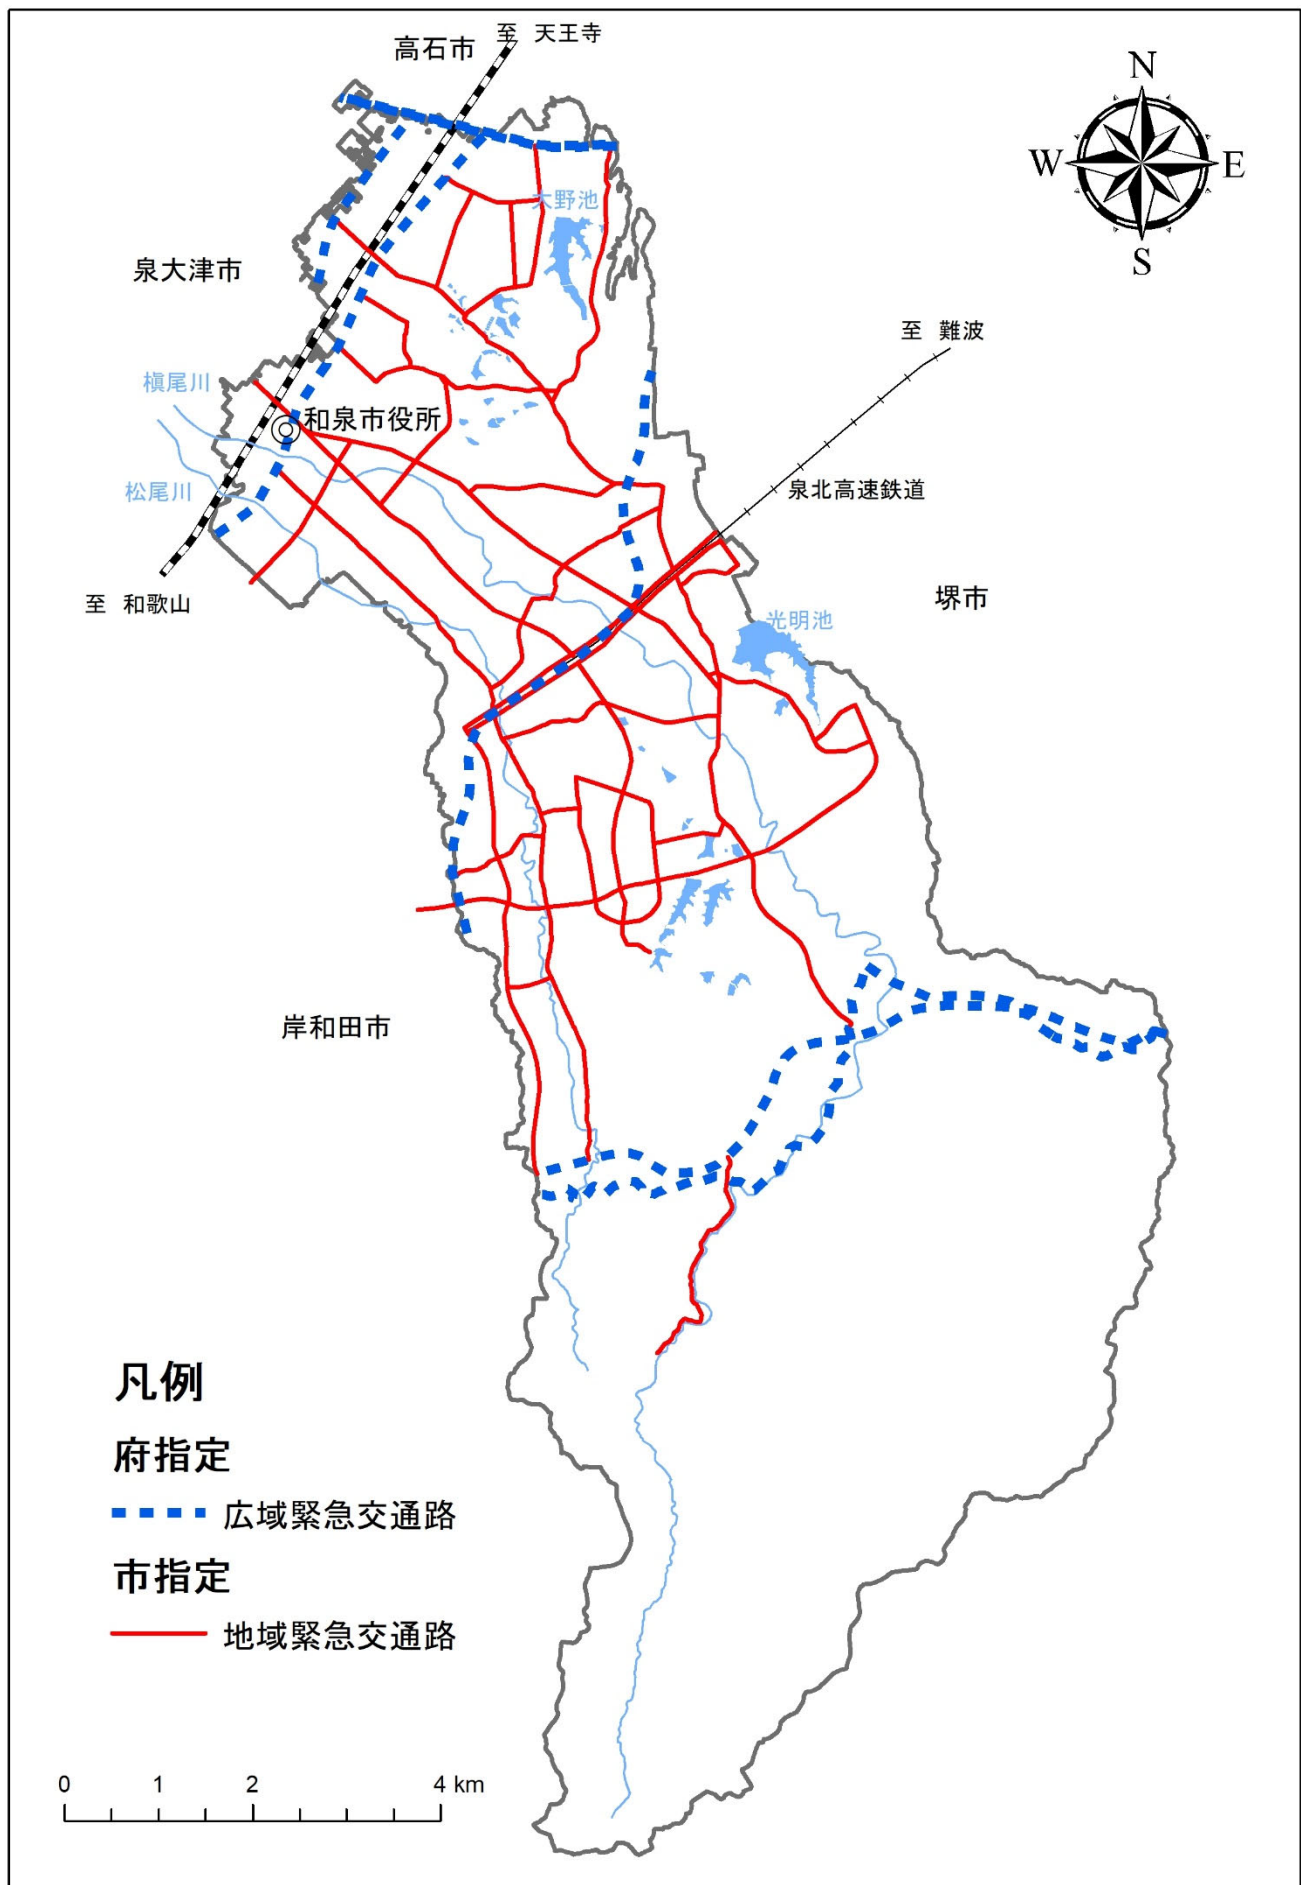 至 天王寺
高石市
N
W
E
S
大野池
泉大津市
至 難波
槇尾川
和泉市役所
松尾川
泉北高速鉄道
至 和歌山
堺市
光明池
岸和田市
凡例
府指定
広域緊急交通路
市指定
地域緊急交通路
0 1 2 4 km